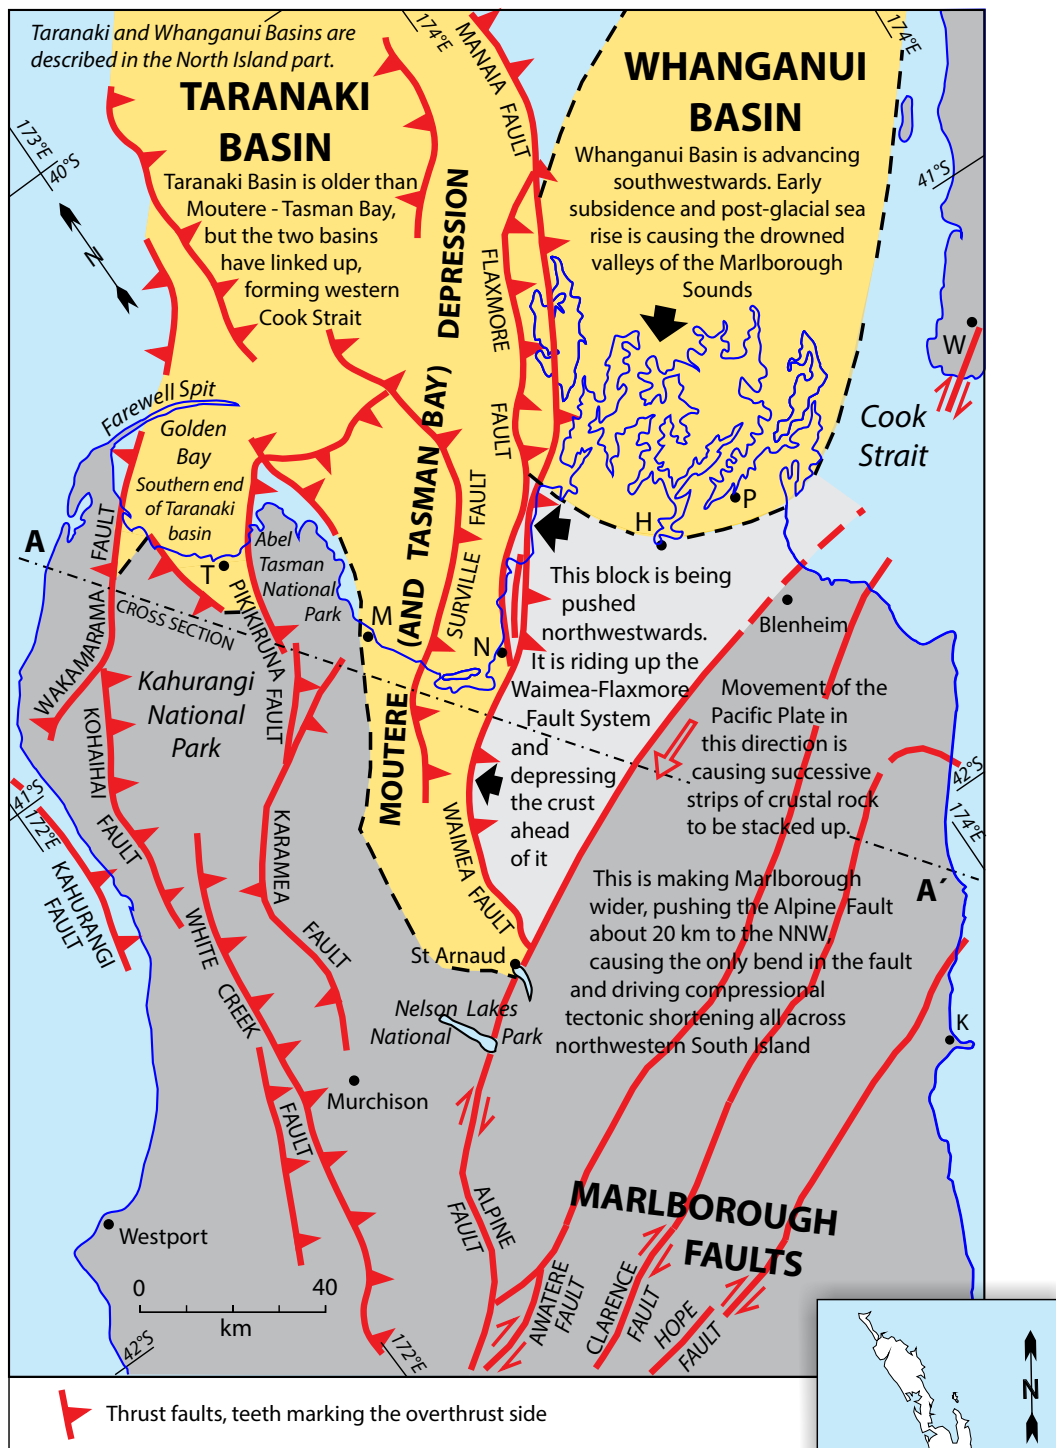 Taranaki and Whanganui Basins are
described in the North Island part.
174°E
MANAIA FAULT
174°E
WHANGANUI
BASIN
TARANAKI
BASIN
173°E
40°S
41°S
Whanganui Basin is advancing
southwestwards. Early
subsidence and post-glacial sea
rise is causing the drowned
valleys of the Marlborough
Sounds
Taranaki Basin is older than
Moutere - Tasman Bay,
but the two basins
have linked up,
forming western
Cook Strait
N
MOUTERE (AND TASMAN BAY) DEPRESSION
FLAXMORE FAULT
W
Cook
Strait
Farewell Spit
Golden
Bay
Southern end
of Taranaki
basin
SURVILLE FAULT
P
H
A
WAKAMARAMA FAULT
T
Abel
Tasman
National
Park
PIKIKIRUNA FAULT
CROSS SECTION
M
N
This block is being
pushed
northwestwards.
It is riding up the
Waimea-Flaxmore
Fault System
and
depressing
the crust
ahead
of it
Blenheim
Kahurangi
National
Park
Movement of the
Pacific Plate in
this direction is
causing successive
strips of crustal rock
to be stacked up.
KOHAIHAI FAULT
42°S
174°E
41°S
172°E
KARAMEA FAULT
WAIMEA FAULT
KAHURANGI
FAULT
This is making Marlborough
wider, pushing the Alpine Fault
about 20 km to the NNW,
causing the only bend in the fault
and driving compressional
tectonic shortening all across
northwestern South Island
A´
WHITE CREEK FAULT
St Arnaud
Nelson Lakes
National Park
K
Murchison
ALPINE
FAULT
MARLBOROUGH
FAULTS
Westport
0 40
km
AWATERE
FAULT
CLARENCE
FAULT
HOPE
FAULT
42°S
172°E
N
Thrust faults, teeth marking the overthrust side